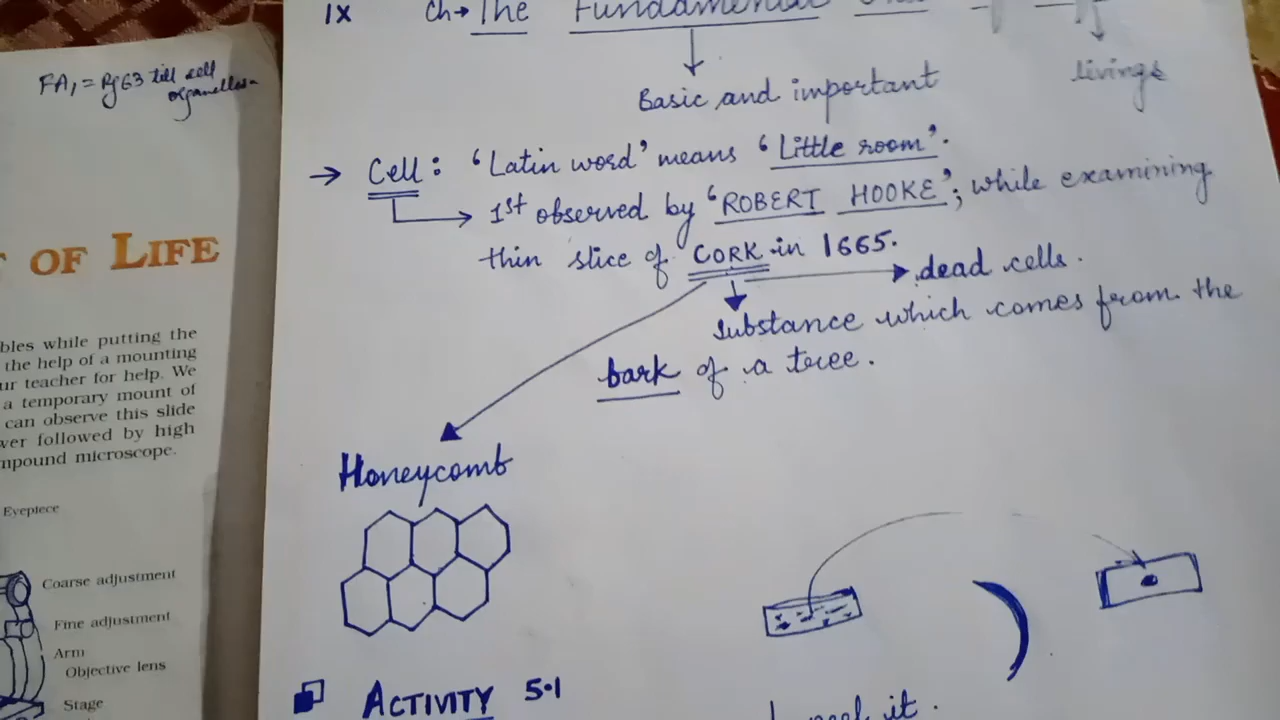 FA₁ = Pg 63 till cell
organelles
OF LIFE
bles while putting the
the help of a mounting
ur teacher for help. We
a temporary mount of
can observe this slide
wer followed by high
mpound microscope.
Eyepiece
Coarse adjustment
Fine adjustment
Arm
Objective lens
Stage
IX Ch→ The Fundamental
Basic and important
livings
→ Cell: 'Latin word' means 'Little room'.
1st observed by 'ROBERT HOOKE'; while examining
thin slice of CORK in 1665.
dead cells.
Substance which comes from the
bark of a tree.
Honeycomb
ACTIVITY 5.1
peel it.